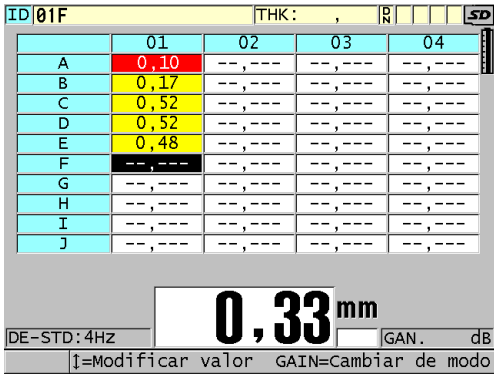 ID 01F THK: , DN SD
01 02 03 04
A 0,10 --,--- --,--- --,---
B 0,17 --,--- --,--- --,---
C 0,52 --,--- --,--- --,---
D 0,52 --,--- --,--- --,---
E 0,48 --,--- --,--- --,---
F --,--- --,--- --,--- --,---
G --,--- --,--- --,--- --,---
H --,--- --,--- --,--- --,---
I --,--- --,--- --,--- --,---
J --,--- --,--- --,--- --,---
0,33 mm
DE-STD:4Hz GAN. dB
↕=Modificar valor GAIN=Cambiar de modo